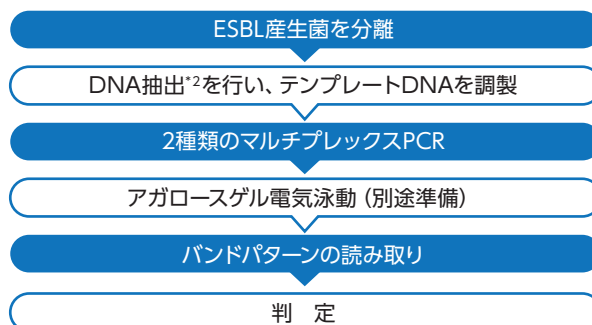 ESBL産生菌を分離
DNA抽出*2を行い、テンプレートDNAを調製
2種類のマルチプレックスPCR
アガロースゲル電気泳動（別途準備）
バンドパターンの読み取り
判　定